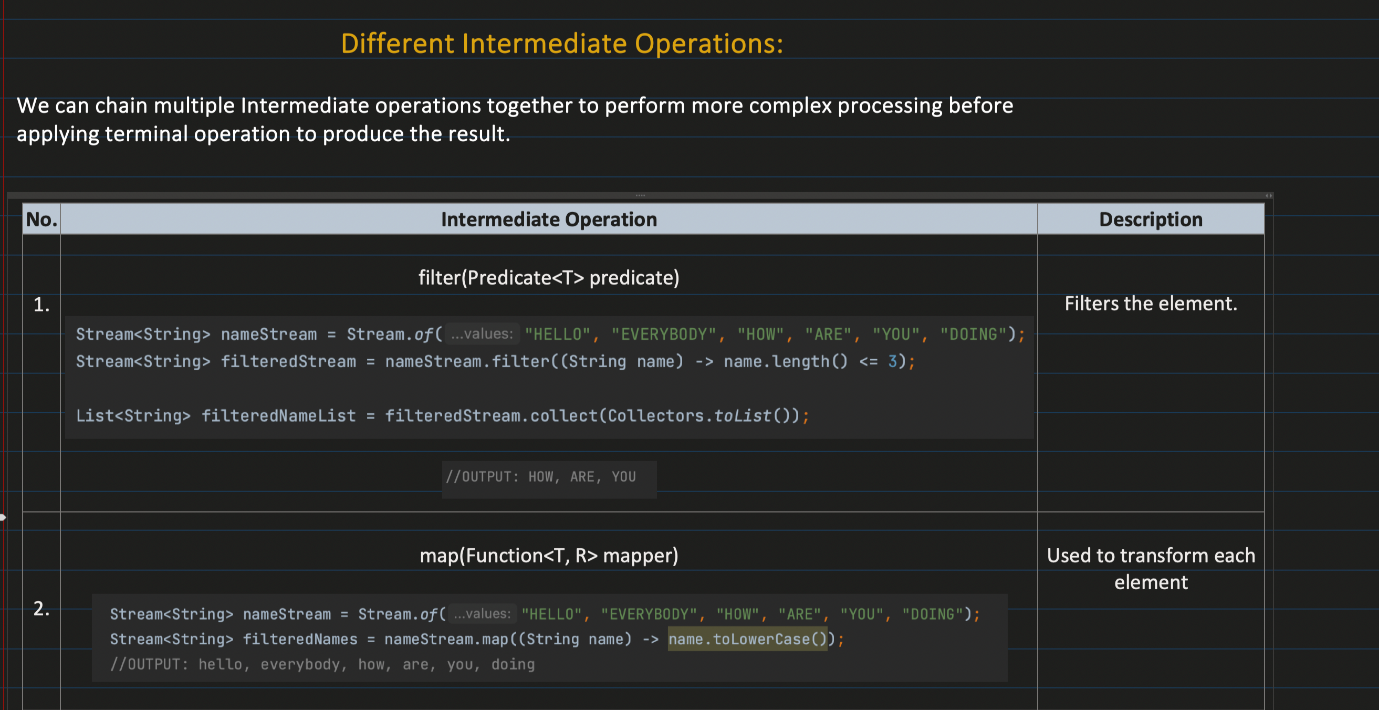 Different Intermediate Operations:
We can chain multiple Intermediate operations together to perform more complex processing before
applying terminal operation to produce the result.
No. Intermediate Operation Description
filter(Predicate<T> predicate)
1. Filters the element.
Stream<String> nameStream = Stream.of( ...values: "HELLO", "EVERYBODY", "HOW", "ARE", "YOU", "DOING");
Stream<String> filteredStream = nameStream.filter((String name) -> name.length() <= 3);
List<String> filteredNameList = filteredStream.collect(Collectors.toList());
//OUTPUT: HOW, ARE, YOU
map(Function<T, R> mapper)
Used to transform each
element
2.
Stream<String> nameStream = Stream.of( ...values: "HELLO", "EVERYBODY", "HOW", "ARE", "YOU", "DOING");
Stream<String> filteredNames = nameStream.map((String name) -> name.toLowerCase());
//OUTPUT: hello, everybody, how, are, you, doing